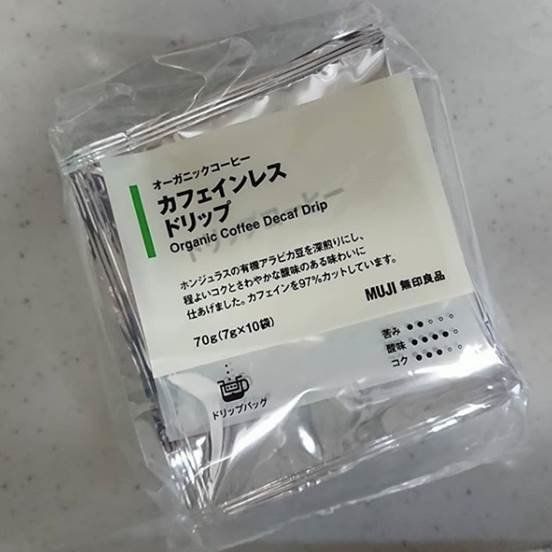 オーガニックコーヒー
カフェインレス
ドリップ
Organic Coffee Decaf Drip
ホンジュラスの有機アラビカ豆を深煎りにし、
程よいコクとさわやかな酸味のある味わいに
仕あげました。カフェインを97%カットしています。
MUJI 無印良品
70g(7g×10袋)
苦み ●●○○○
酸味 ●●●●○
コク ●●●○○
ドリップバッグ